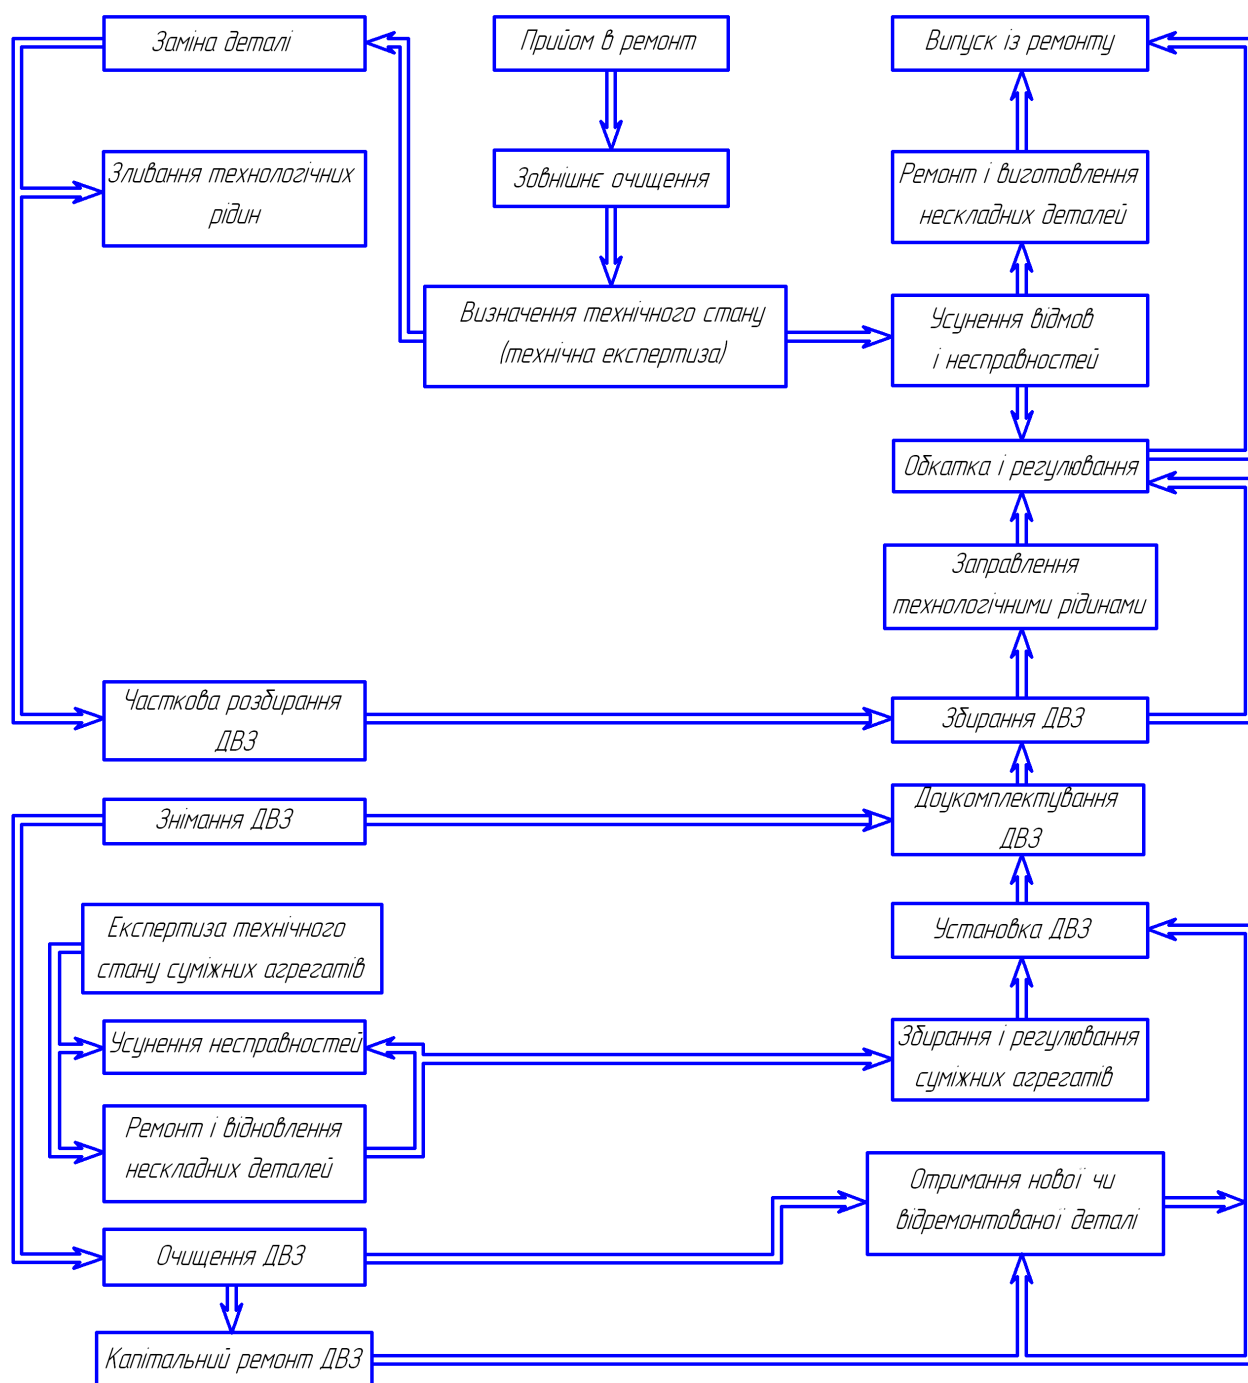 Заміна деталі
Прийом в ремонт
Випуск із ремонту
Зливання технологічних
рідин
Зовнішнє очищення
Ремонт і виготовлення
нескладних деталей
Визначення технічного стану
(технічна експертиза)
Усунення відмов
і несправностей
Обкатка і регулювання
Заправлення
технологічними рідинами
Часткова розбирання
ДВЗ
Збирання ДВЗ
Знімання ДВЗ
Доукомплектування
ДВЗ
Експертиза технічного
стану суміжних агрегатів
Установка ДВЗ
Усунення несправностей
Збирання і регулювання
суміжних агрегатів
Ремонт і відновлення
нескладних деталей
Отримання нової чи
відремонтованої деталі
Очищення ДВЗ
Капітальний ремонт ДВЗ